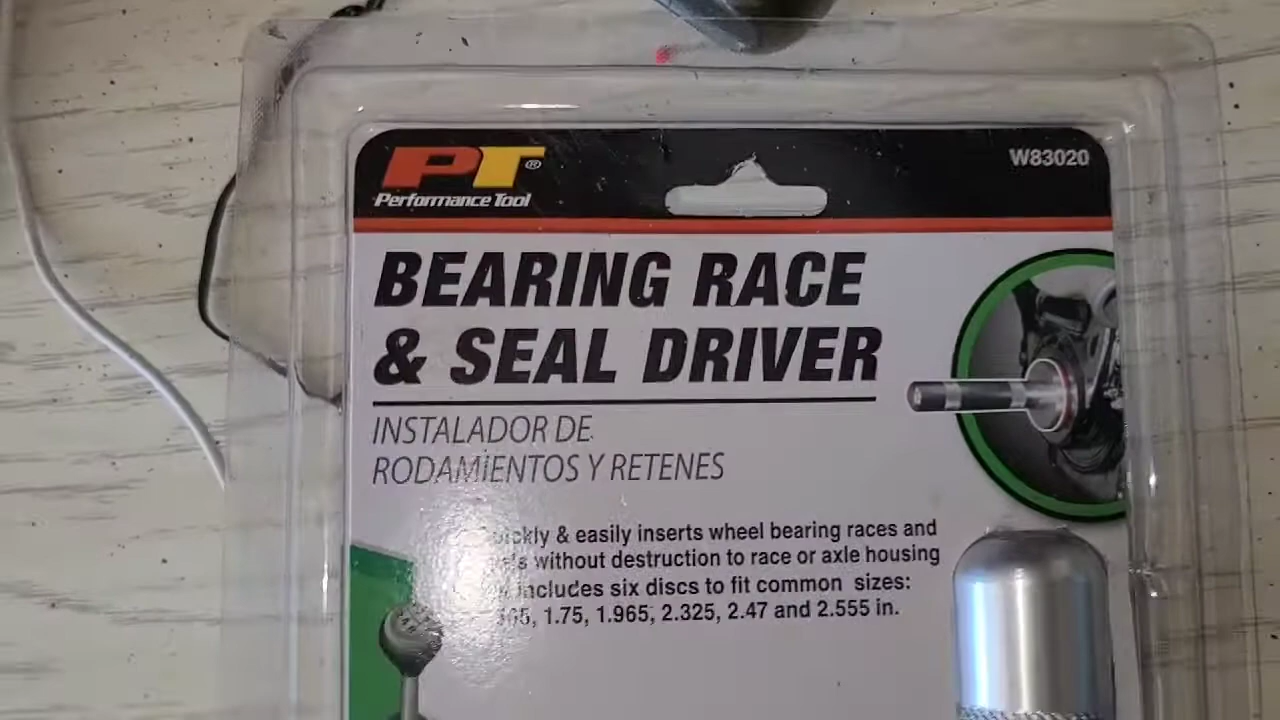 PT®
Performance Tool
W83020
BEARING RACE
& SEAL DRIVER
INSTALADOR DE
RODAMIENTOS Y RETENES
& easily inserts wheel bearing races and
without destruction to race or axle housing
includes six discs to fit common sizes:
1.75, 1.965, 2.325, 2.47 and 2.555 in.